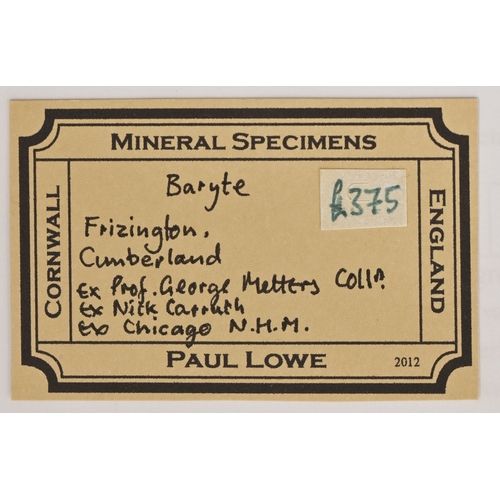 MINERAL SPECIMENS
CORNWALL
Baryte
£375
ENGLAND
Frizington,
Cumberland
Ex Prof. George Metters Collⁿ.
Ex Nick Carruth
Ex Chicago N.H.M.
PAUL LOWE
2012